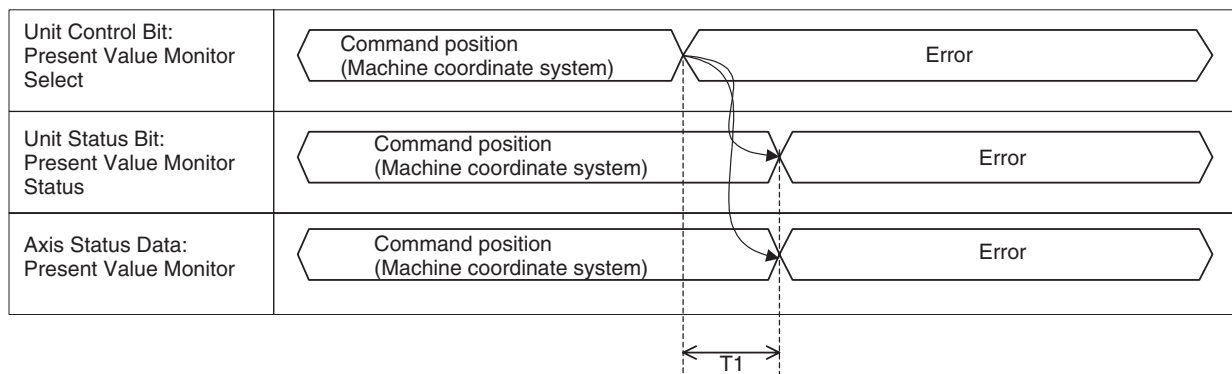 Unit Control Bit:
Present Value Monitor
Select
Command position
(Machine coordinate system)
Error
Unit Status Bit:
Present Value Monitor
Status
Command position
(Machine coordinate system)
Error
Axis Status Data:
Present Value Monitor
Command position
(Machine coordinate system)
Error
T1